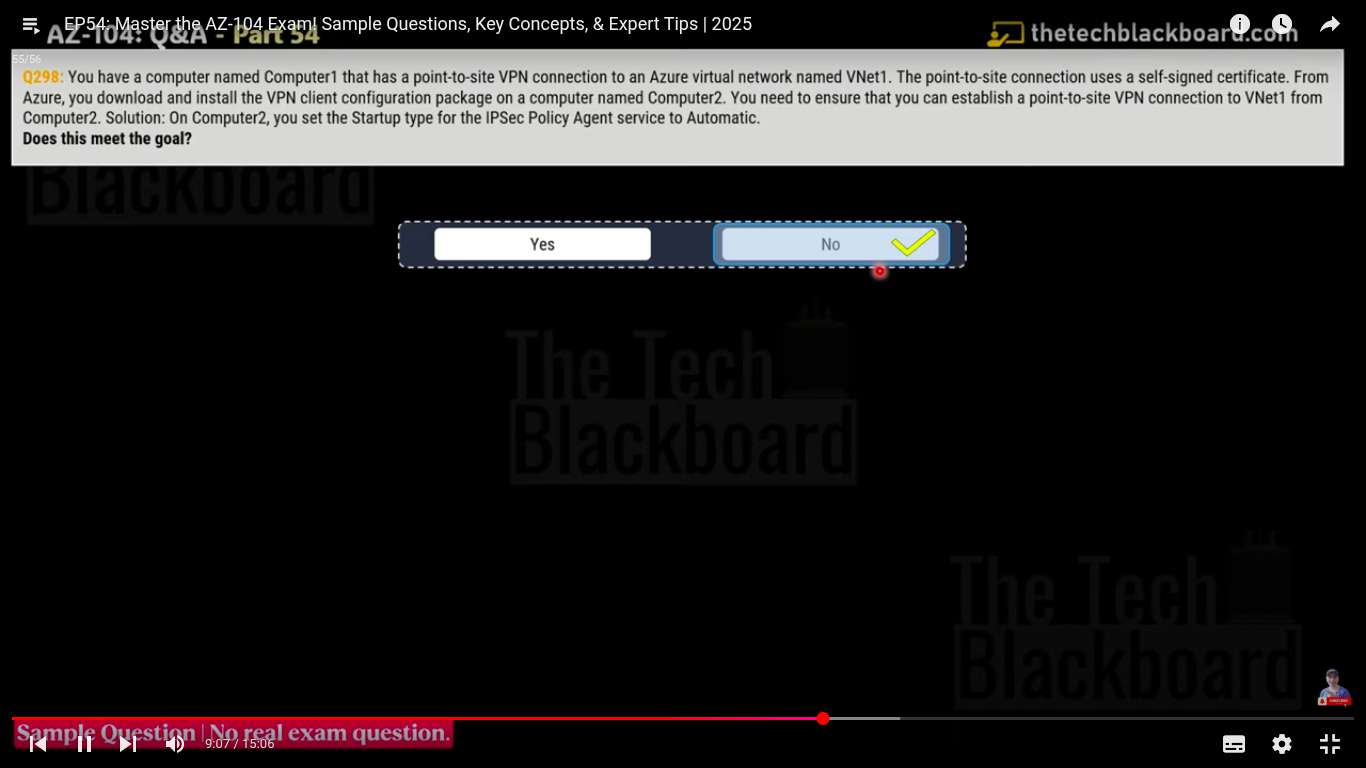 EP54: Master the AZ-104 Exam! Sample Questions, Key Concepts, & Expert Tips | 2025
AZ-104: Q&A - Part 54
thetechblackboard.com
55/56
Q298: You have a computer named Computer1 that has a point-to-site VPN connection to an Azure virtual network named VNet1. The point-to-site connection uses a self-signed certificate. From
Azure, you download and install the VPN client configuration package on a computer named Computer2. You need to ensure that you can establish a point-to-site VPN connection to VNet1 from
Computer2. Solution: On Computer2, you set the Startup type for the IPSec Policy Agent service to Automatic.
Does this meet the goal?
Blackboard
Yes
No
The Tech
Blackboard
The Tech
Blackboard
Sample Question | No real exam question.
9:07 / 15:06